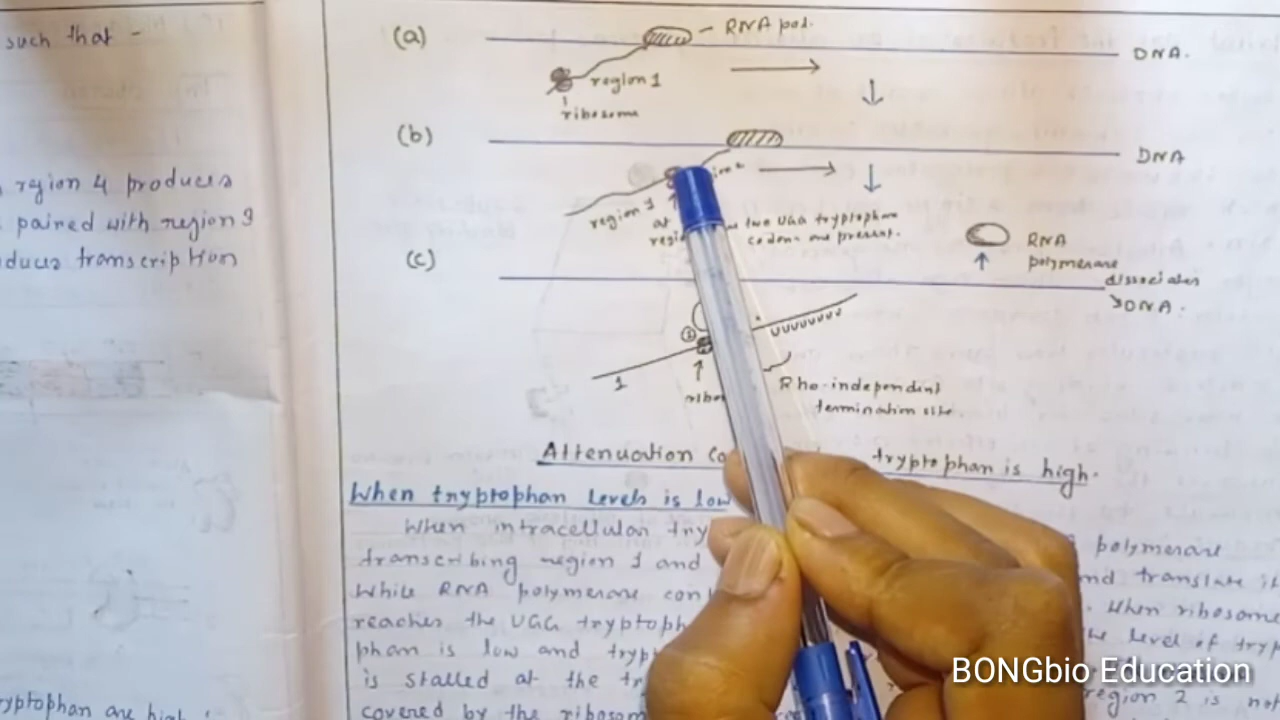 such that -
region 4 produces
paired with region 3
duces transcription
ryptophan are high
(a)
RNA pol.
DNA.
region 1
ribosome
(b)
DNA
region 1
at
two UGG tryptophan
codons are present.
(c)
RNA
polymerase
dissociates
DNA.
1
Rho-independent
termination site
Attenuation tryptophan is high.
When tryptophan levels is low
When intracellular try polymerase
transcribing region 1 and and translate it
While RNA polymerase con When ribosome
reaches the UGG tryptoph the level of tryp
phan is low and tryp
is stalled at the region 2 is not
covered by the ribosom
BONGbio Education